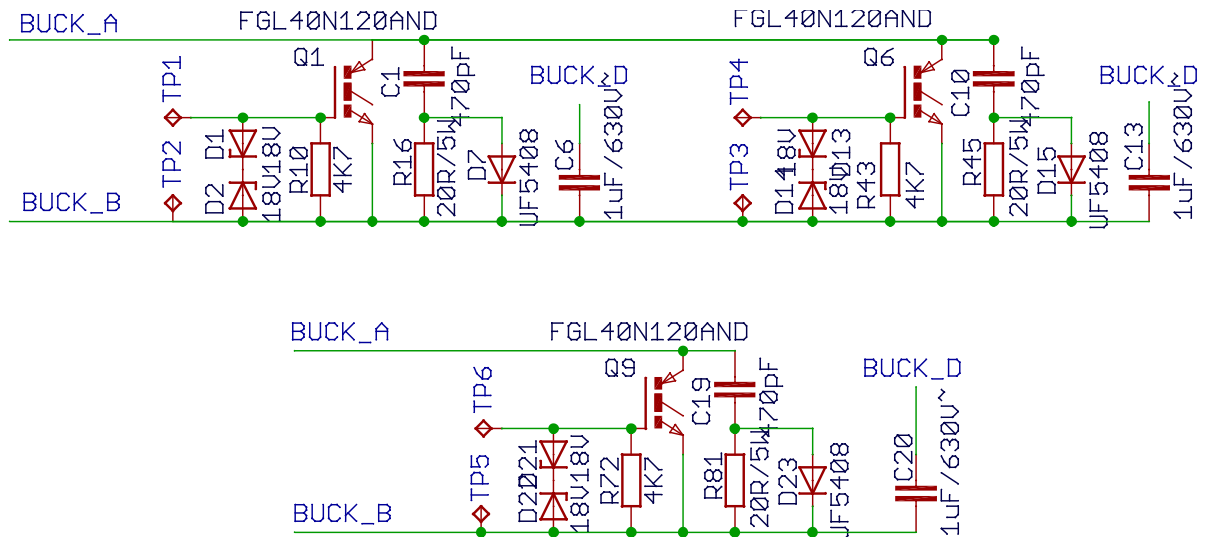 BUCK_A
FGL40N120AND
FGL40N120AND
TP1
Q1
C1
470pF
BUCK_D
TP4
Q6
C10
470pF
BUCK_D
TP2
D1
18V
D2
18V
R10
4K7
R16
20R/5W
D7
UF5408
C6
1uF/630V~
TP3
18V
D13
D14
18V
R43
4K7
R45
20R/5W
D15
UF5408
C13
1uF/630V~
BUCK_B
BUCK_A
FGL40N120AND
TP6
Q9
C19
470pF
BUCK_D
TP5
D21
18V
18V
R72
4K7
R81
20R/5W
D23
UF5408
C20
1uF/630V~
BUCK_B